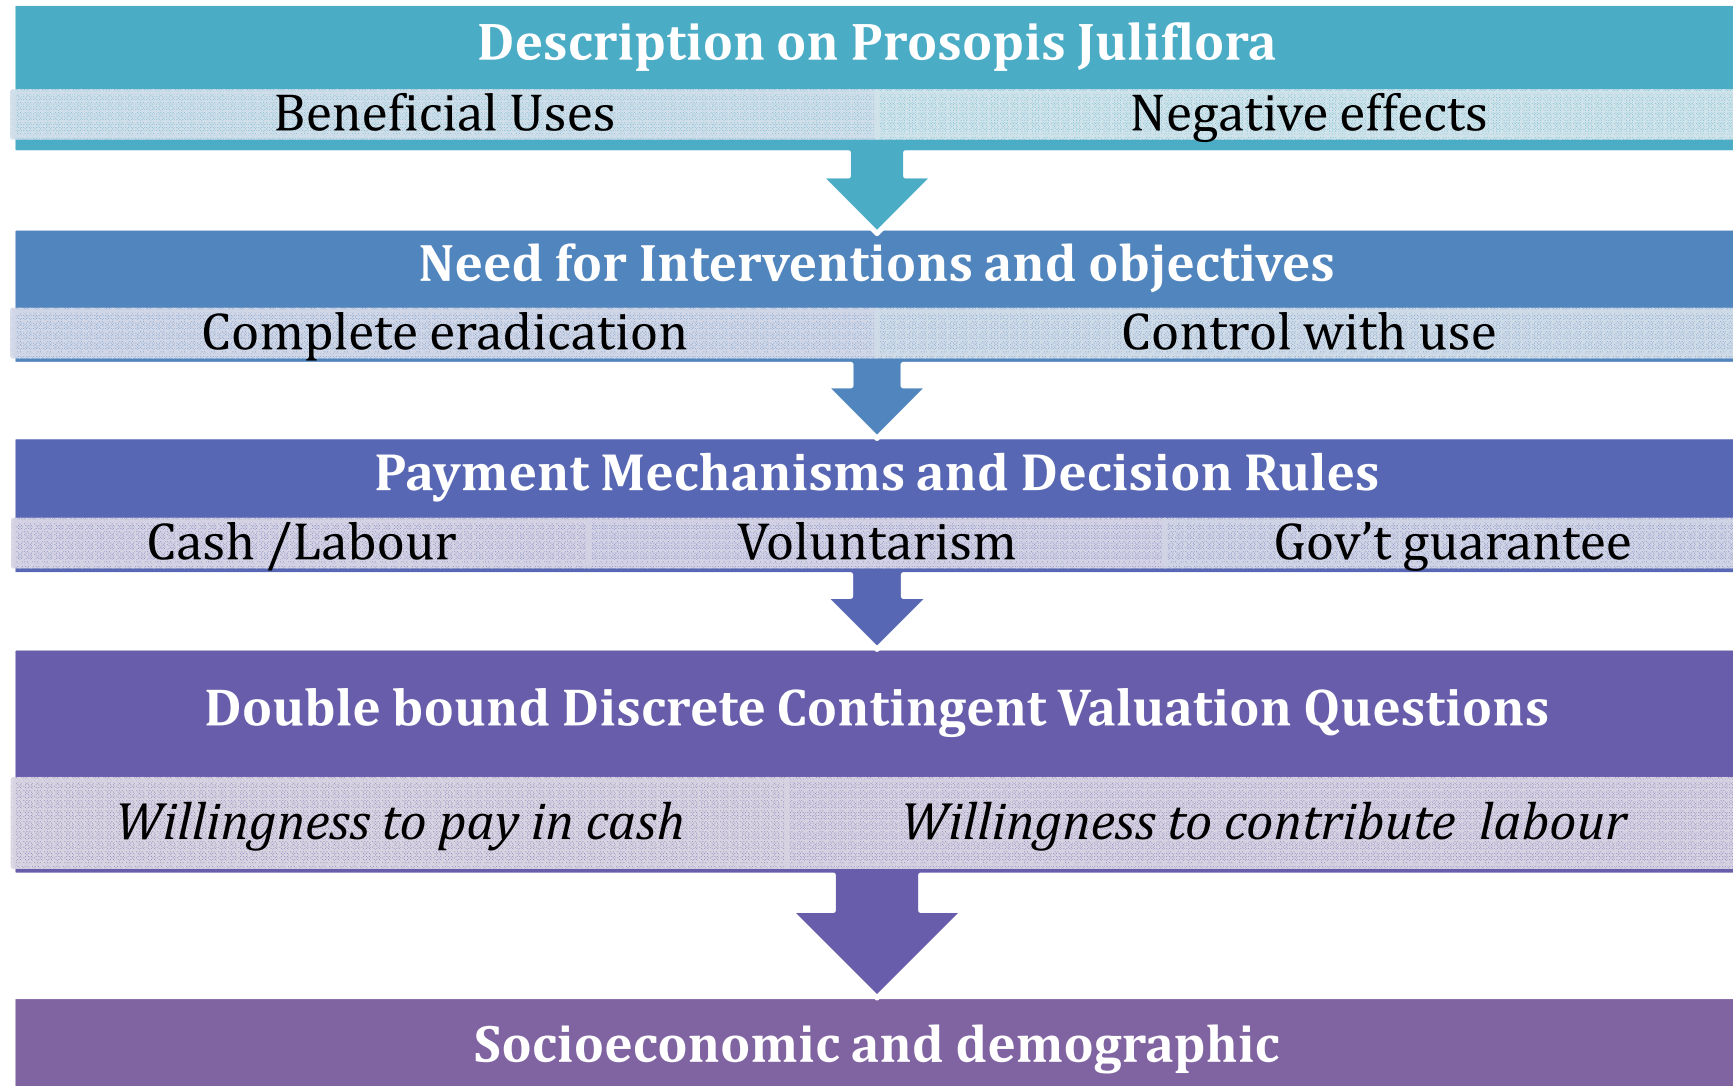 Description on Prosopis Juliflora
Beneficial Uses
Negative effects
Need for Interventions and objectives
Complete eradication
Control with use
Payment Mechanisms and Decision Rules
Cash /Labour
Voluntarism
Gov’t guarantee
Double bound Discrete Contingent Valuation Questions
Willingness to pay in cash
Willingness to contribute  labour
Socioeconomic and demographic